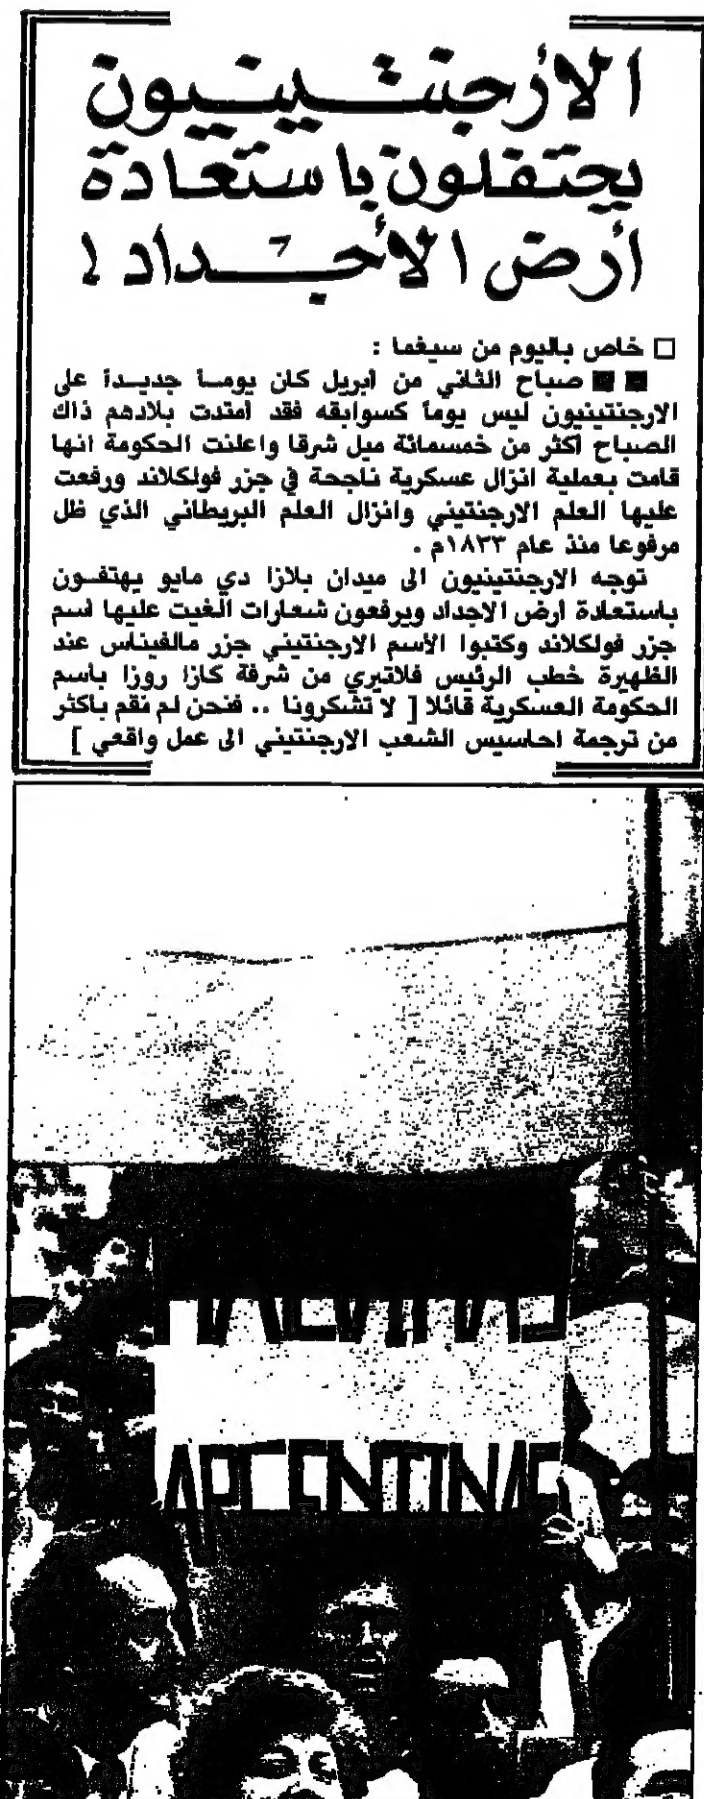 الأرجنتينيون
يحتفلون باستعادة
أرض الأجداد !
□ خاص باليوم من سيغما :
■ ■ صباح الثاني من أبريل كان يوماً جديداً على
الارجنتينيون ليس يوماً كسوابقه فقد امتدت بلادهم ذاك
الصباح اكثر من خمسمائة ميل شرقا واعلنت الحكومة انها
قامت بعملية انزال عسكرية ناجحة في جزر فولكلاند ورفعت
عليها العلم الارجنتيني وانزال العلم البريطاني الذي ظل
مرفوعا منذ عام ١٨٣٣م .
توجه الارجنتينيون الى ميدان بلازا دي مايو يهتفون
باستعادة أرض الاجداد ويرفعون شعارات الغيت عليها اسم
جزر فولكلاند وكتبوا الأسم الارجنتيني جزر مالفيناس عند
الظهيرة خطب الرئيس فلاتيري من شرفة كازا روزا باسم
الحكومة العسكرية قائلا [ لا تشكرونا .. فنحن لم نقم باكثر
من ترجمة احاسيس الشعب الارجنتيني الى عمل واقعي ]
MALVINAS
ARGENTINAS